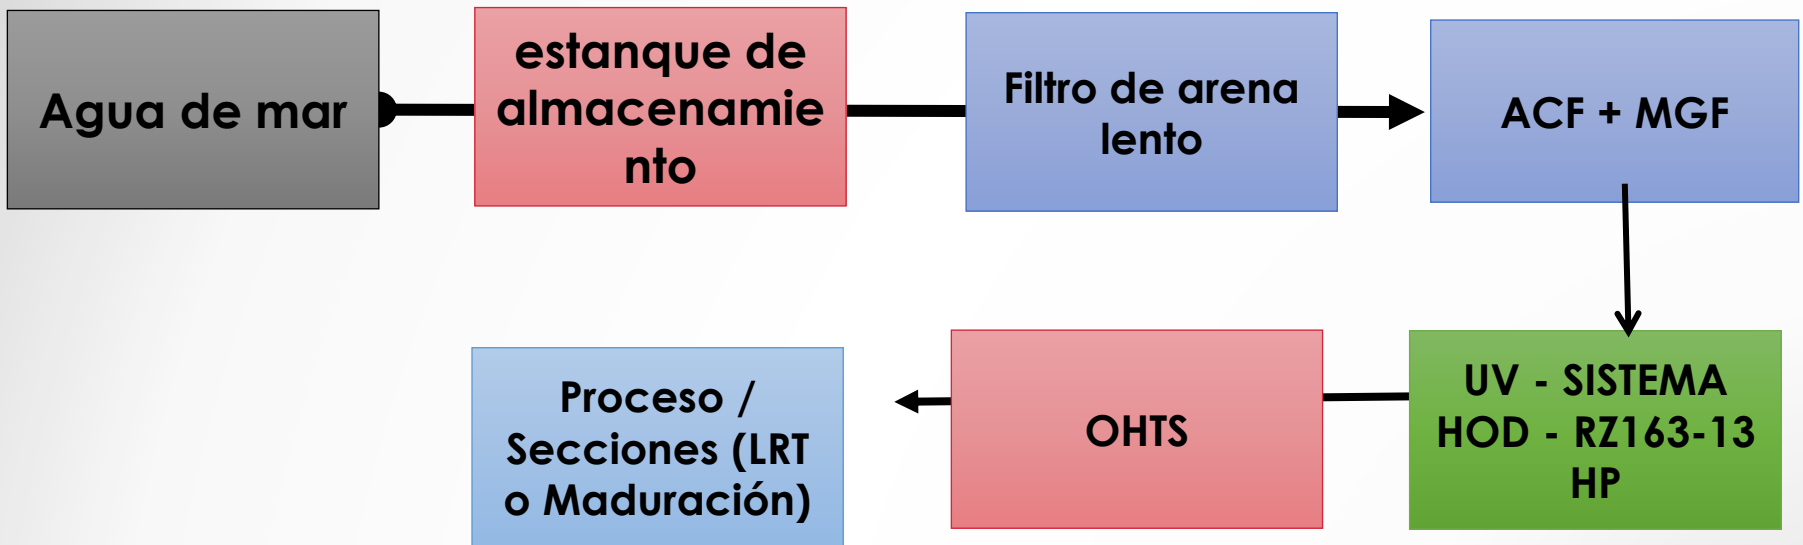 Agua de mar
estanque de
almacenamie
nto
Filtro de arena
lento
ACF + MGF
UV - SISTEMA
HOD - RZ163-13
HP
OHTS
Proceso /
Secciones (LRT
o Maduración)